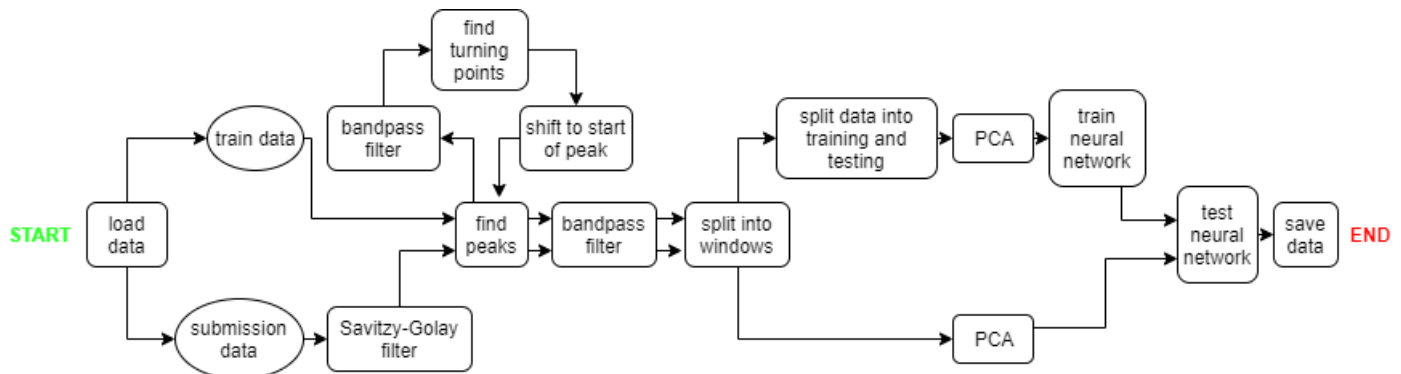 START
load
data
train data
submission
data
Savitzy-Golay
filter
bandpass
filter
find
turning
points
shift to start
of peak
find
peaks
bandpass
filter
split into
windows
split data into
training and
testing
PCA
train
neural
network
PCA
test
neural
network
save
data
END